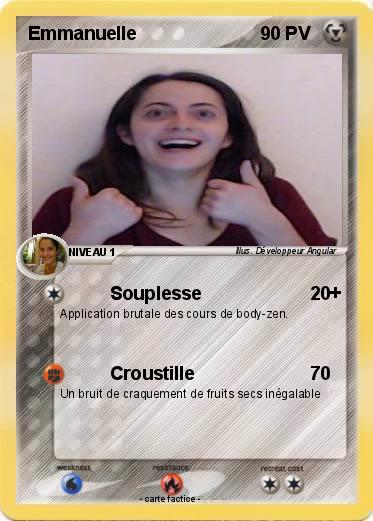 Emmanuelle 90 PV
NIVEAU 1 Illus. Développeur Angular
Souplesse 20+
Application brutale des cours de body-zen.
Croustille 70
Un bruit de craquement de fruits secs inégalable
weakness resistance retreat cost
- carte factice -